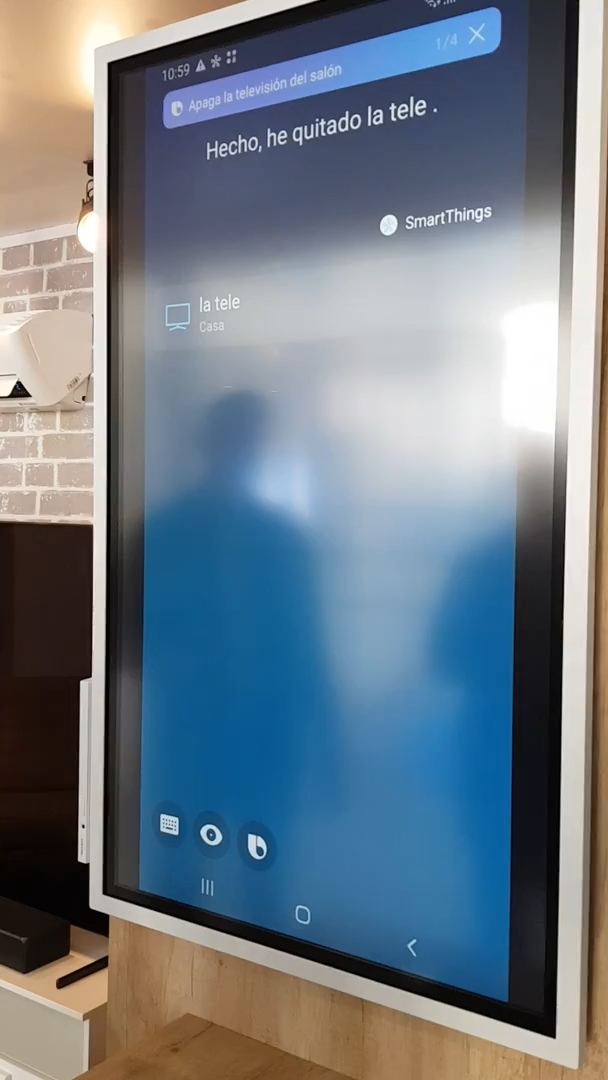 10:59
Apaga la televisión del salón
1/4
Hecho, he quitado la tele .
SmartThings
la tele
Casa